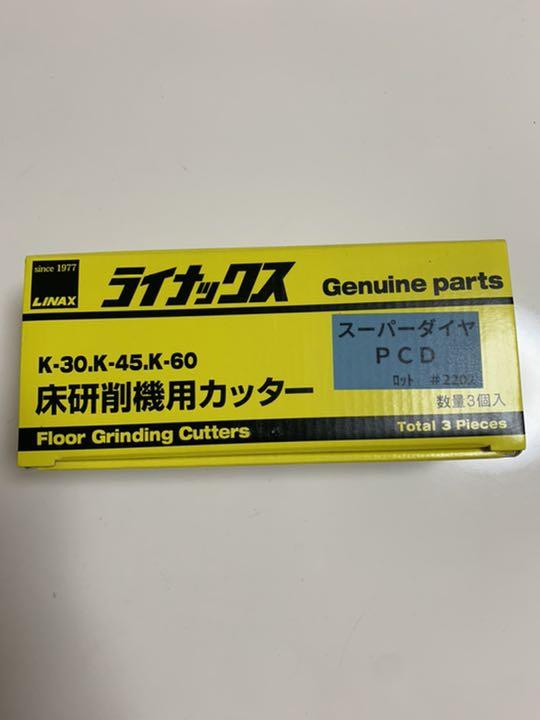 since 1977
LINAX
ライナックス
Genuine parts
K-30.K-45.K-60
床研削機用カッター
スーパーダイヤ
PCD
ロット
数量3個入
Floor Grinding Cutters
Total 3 Pieces